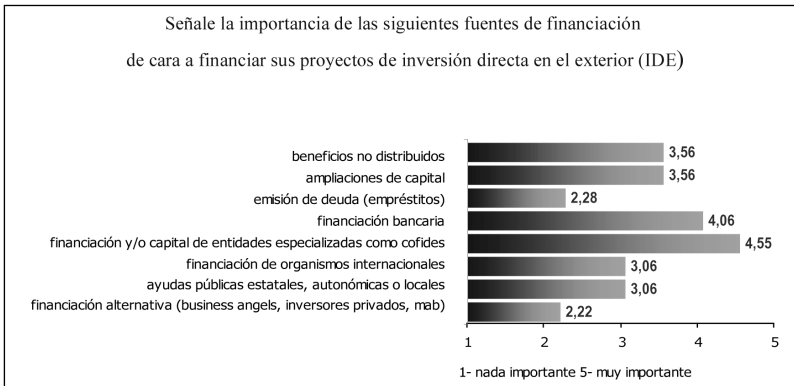 Señale la importancia de las siguientes fuentes de financiación
de cara a financiar sus proyectos de inversión directa en el exterior (IDE)
beneficios no distribuidos 3,56
ampliaciones de capital 3,56
emisión de deuda (empréstitos) 2,28
financiación bancaria 4,06
financiación y/o capital de entidades especializadas como cofides 4,55
financiación de organismos internacionales 3,06
ayudas públicas estatales, autonómicas o locales 3,06
financiación alternativa (business angels, inversores privados, mab) 2,22
1 2 3 4 5
1- nada importante 5- muy importante